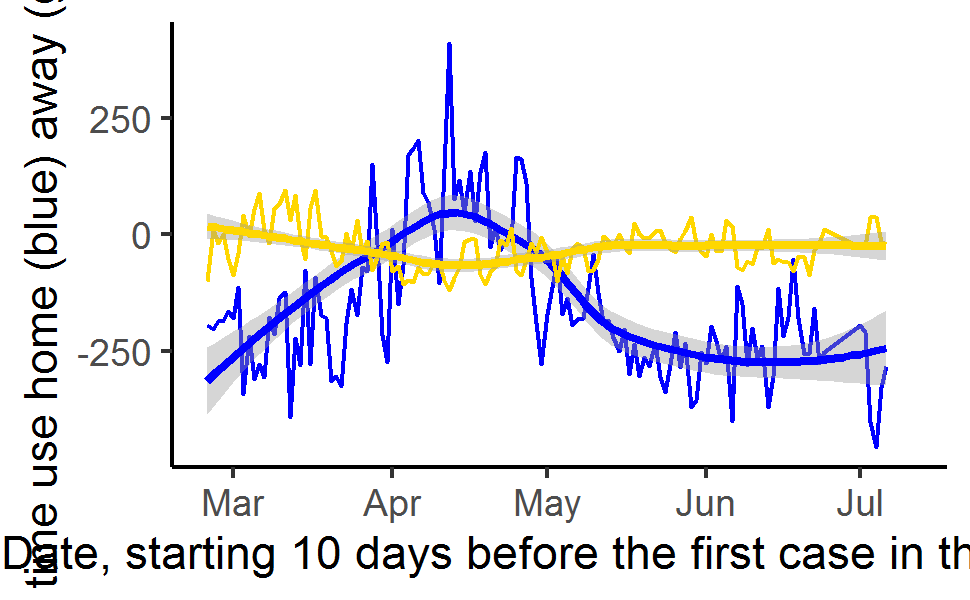 time use home (blue) away (
250
0
-250
Mar Apr May Jun Jul
Date, starting 10 days before the first case in th